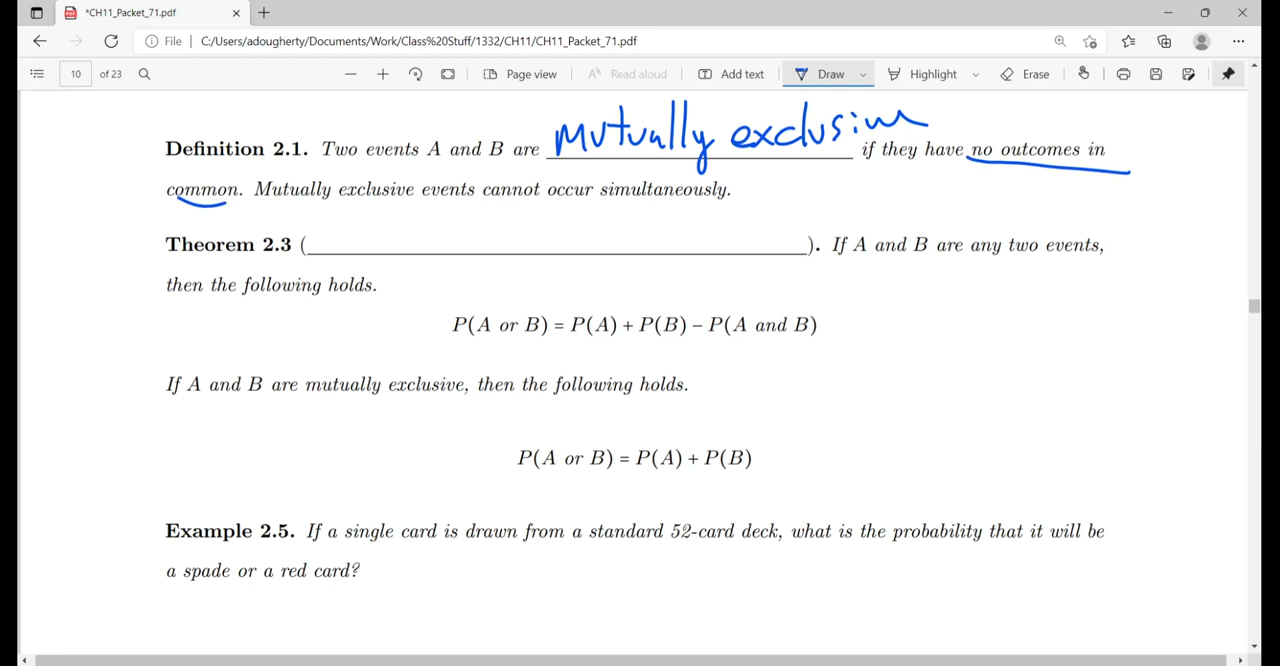 *CH11_Packet_71.pdf
File | C:/Users/adougherty/Documents/Work/Class%20Stuff/1332/CH11/CH11_Packet_71.pdf
10 of 23 Page view Read aloud Add text Draw Highlight Erase
Definition 2.1. Two events A and B are mutually exclusive if they have no outcomes in
common. Mutually exclusive events cannot occur simultaneously.
Theorem 2.3 (____). If A and B are any two events,
then the following holds.
P(A or B) = P(A) + P(B) − P(A and B)
If A and B are mutually exclusive, then the following holds.
P(A or B) = P(A) + P(B)
Example 2.5. If a single card is drawn from a standard 52-card deck, what is the probability that it will be
a spade or a red card?